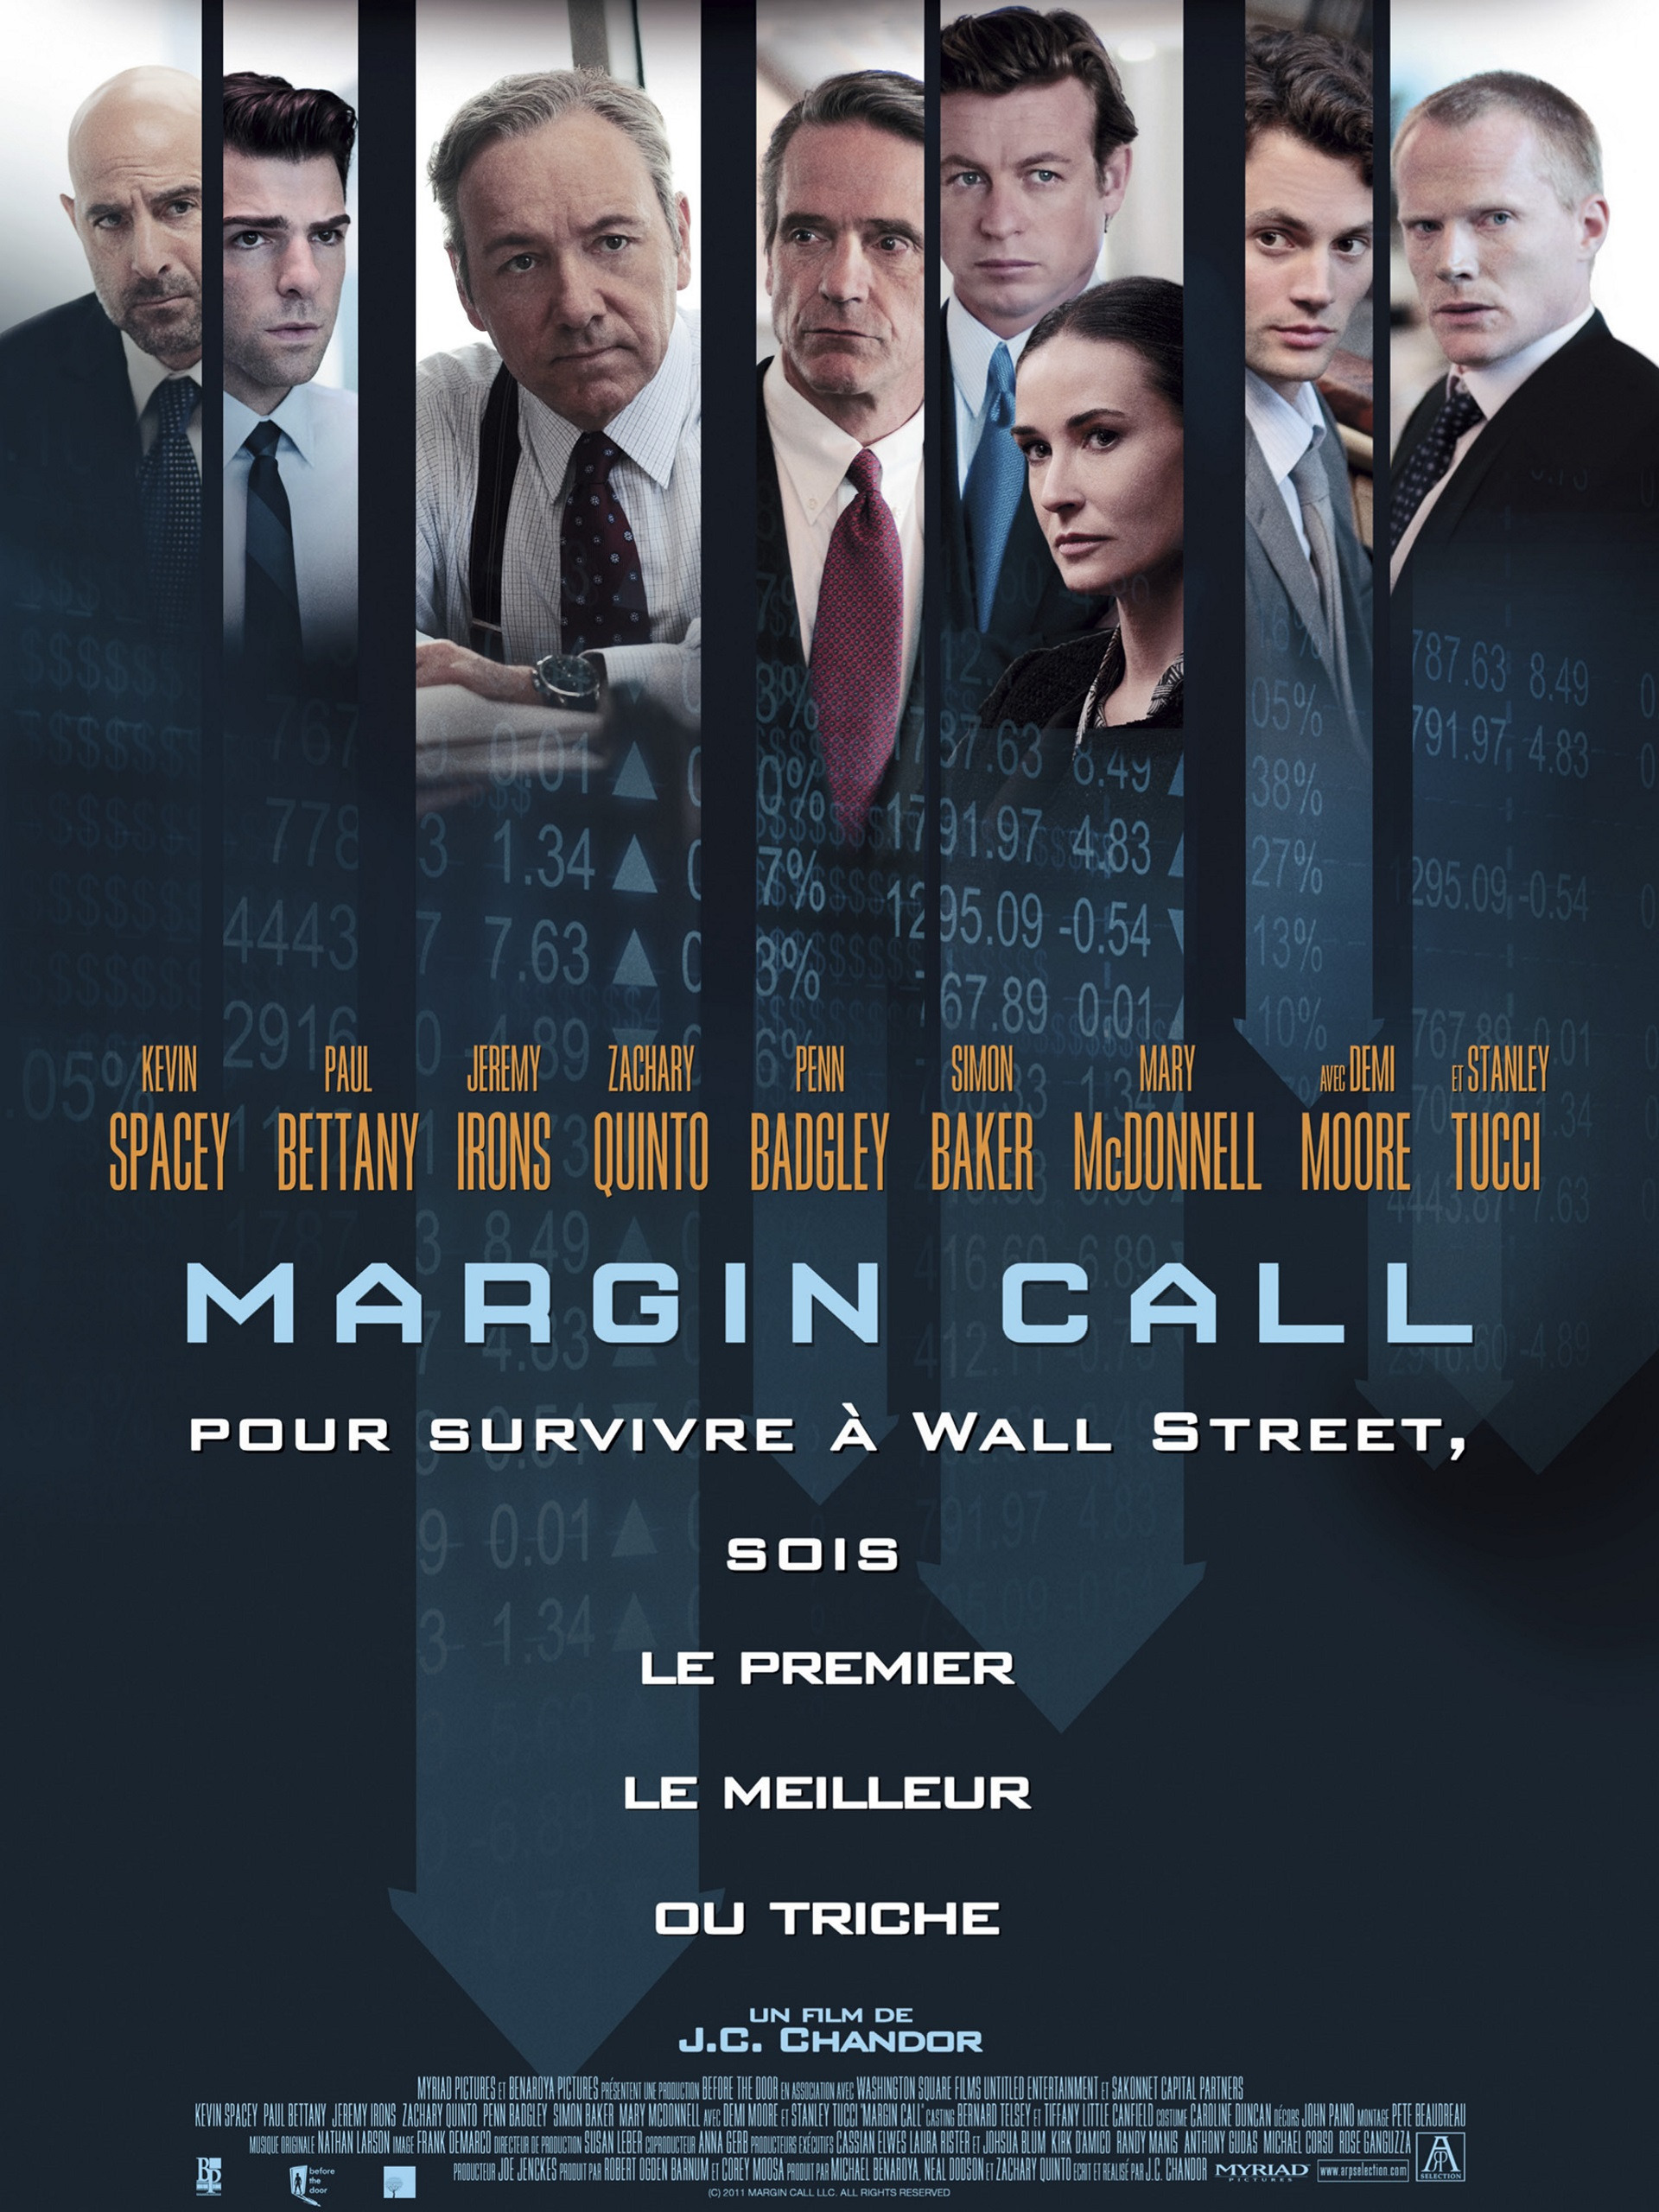 KEVIN SPACEY
PAUL BETTANY
JEREMY IRONS
ZACHARY QUINTO
PENN BADGLEY
SIMON BAKER
MARY McDONNELL
AVEC DEMI MOORE
ET STANLEY TUCCI
MARGIN CALL
POUR SURVIVRE À WALL STREET,
SOIS
LE PREMIER
LE MEILLEUR
OU TRICHE
UN FILM DE
J.C. CHANDOR
MYRIAD PICTURES ET BENAROYA PICTURES PRÉSENTENT UNE PRODUCTION BEFORE THE DOOR EN ASSOCIATION AVEC WASHINGTON SQUARE FILMS UNTITLED ENTERTAINMENT ET SAKONNET CAPITAL PARTNERS
KEVIN SPACEY PAUL BETTANY JEREMY IRONS ZACHARY QUINTO PENN BADGLEY SIMON BAKER MARY MCDONNELL AVEC DEMI MOORE ET STANLEY TUCCI "MARGIN CALL" CASTING BERNARD TELSEY ET TIFFANY LITTLE CANFIELD COSTUME CAROLINE DUNCAN DÉCORS JOHN PAINO MONTAGE PETE BEAUDREAU
MUSIQUE ORIGINALE NATHAN LARSON IMAGE FRANK DEMARCO DIRECTEUR DE PRODUCTION SUSAN LEBER COPRODUCTEUR ANNA GERB PRODUCTEURS EXÉCUTIFS CASSIAN ELWES LAURA RISTER ET JOHSUA BLUM KIRK D'AMICO RANDY MANIS ANTHONY GUDAS MICHAEL CORSO ROSE GANGUZZA
PRODUCTEUR JOE JENCKES PRODUIT PAR ROBERT OGDEN BARNUM ET COREY MOOSA PRODUIT PAR MICHAEL BENAROYA, NEAL DODSON ET ZACHARY QUINTO ECRIT ET REALISÉ PAR J.C. CHANDOR
before
the
door
MYRIAD
PICTURES
www.arpselection.com
ARP
SELECTION
(C) 2011 MARGIN CALL LLC. ALL RIGHTS RESERVED